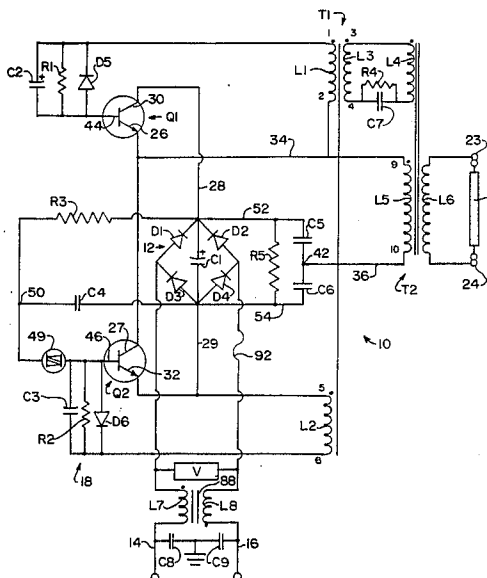 T1
1 3
C2 R1 D5 L1 L3 R4 L4
30 2 4
44 26 Q1 C7 23
34
28 9
R3 52
D1 D2 C5 L5 L6
12 C1 R5 42
50 C4 D3 D4 C6 36 10
54 24
T2
49 46 27 29 92 10
32 5
C3 Q2 L2
R2 D6
18 6
V 88
L7 L8
14 16
C8 C9